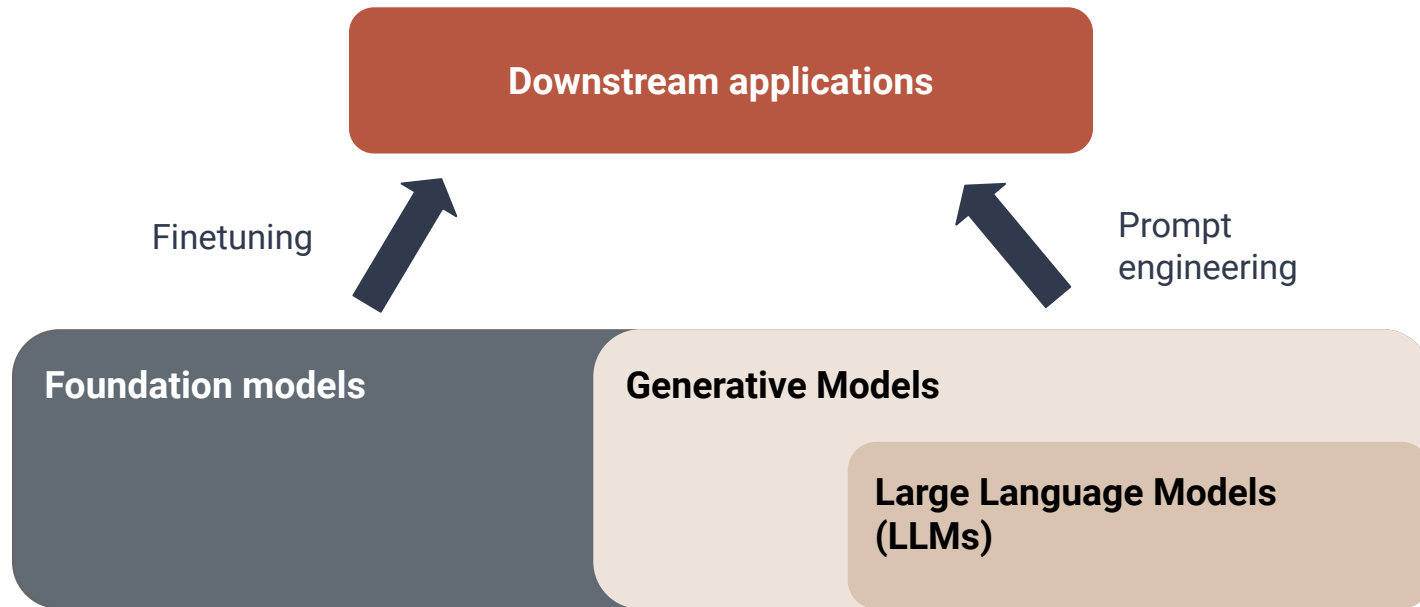 Downstream applications
Finetuning
Prompt
engineering
Foundation models
Generative Models
Large Language Models
(LLMs)